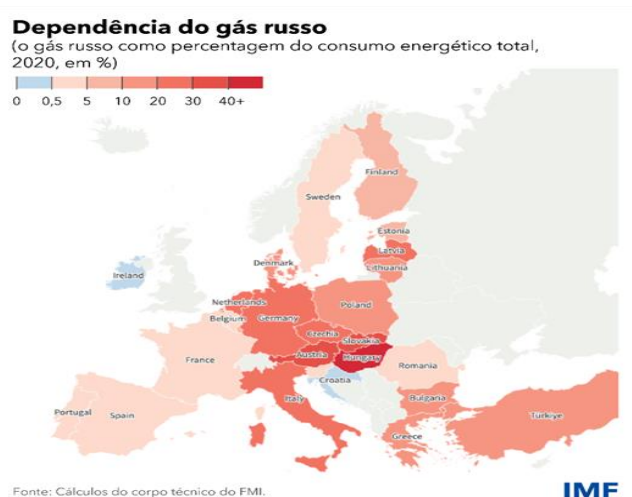 Dependência do gás russo
(o gás russo como percentagem do consumo energético total,
2020, em %)
0 0,5 5 10 20 30 40+
Finland
Sweden
Estonia
Latvia
Denmark
Lithuania
Ireland
Netherlands
Poland
Belgium
Germany
Czechia
Slovakia
Austria
Hungary
France
Romania
Croatia
Italy
Bulgaria
Portugal
Spain
Türkiye
Greece
Fonte: Cálculos do corpo técnico do FMI.
IMF